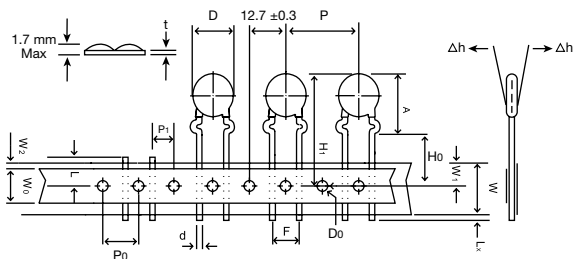 t
D
12.7 ±0.3
P
1.7 mm
Max
Δh
Δh
P1
A
H1
H0
W2
L
W0
W1
W
P0
d
F
D0
Lx